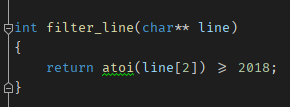 int filter_line(char** line)
{
return atoi(line[2]) ⩾ 2018;
}